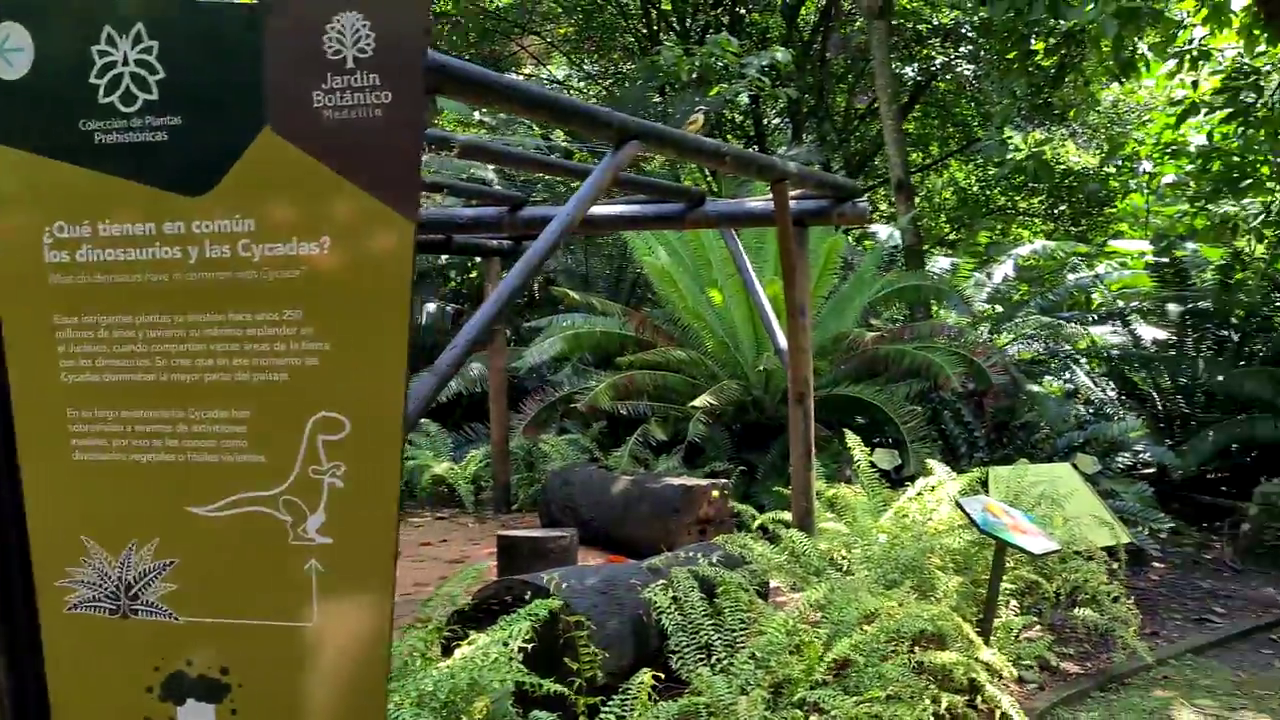 Colección de Plantas
Prehistóricas
Jardín
Botánico
Medellín
¿Qué tienen en común
los dinosaurios y las Cycadas?
What do dinosaurs have in common with Cycads?
Estas intrigantes plantas ya existían hace unos 250
millones de años y tuvieron su máximo esplendor en
el Jurásico, cuando compartían vastas áreas de la tierra
con los dinosaurios. Se cree que en ese momento las
Cycadas dominaban la mayor parte del paisaje.
En su larga existencia las Cycadas han
sobrevivido a eventos de extinciones
masivas, por eso se les conoce como
dinosaurios vegetales o fósiles vivientes.